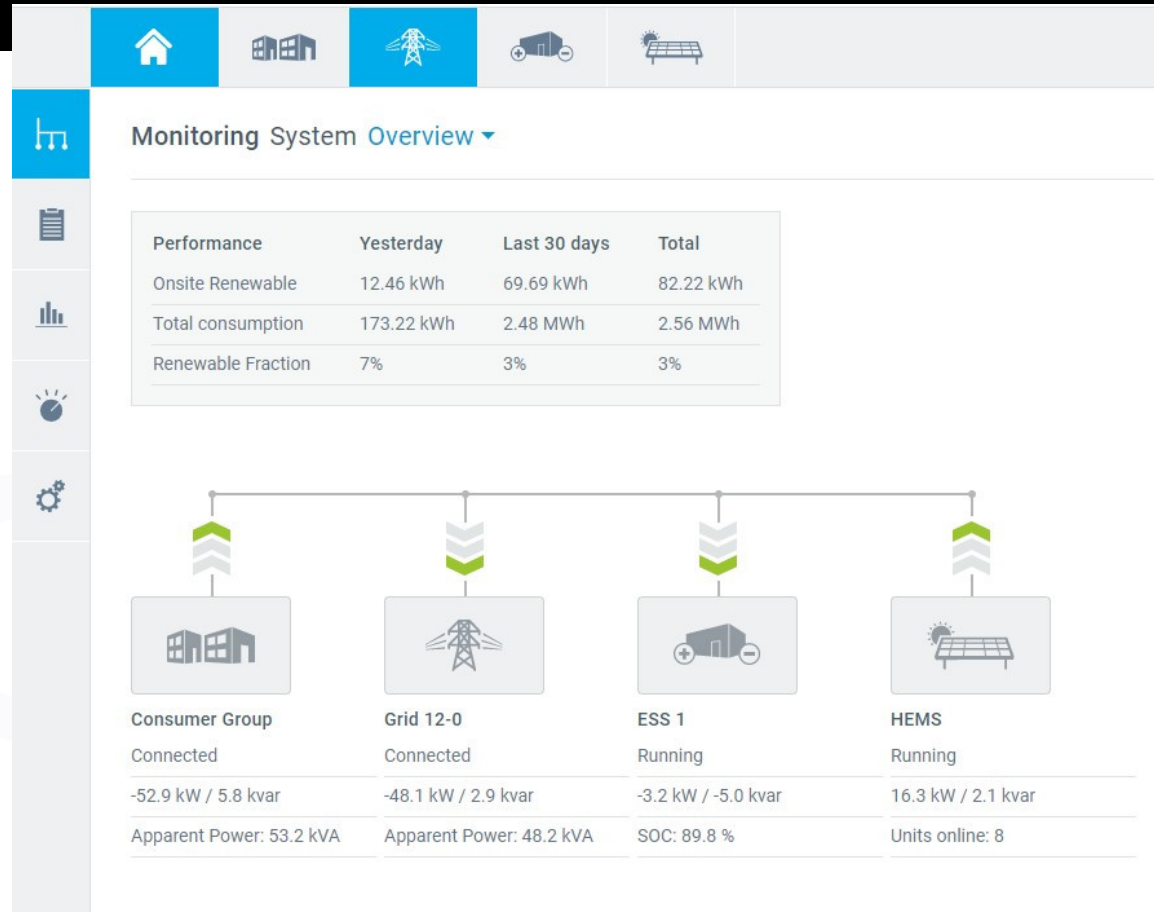 Monitoring System Overview
Performance Yesterday Last 30 days Total
Onsite Renewable 12.46 kWh 69.69 kWh 82.22 kWh
Total consumption 173.22 kWh 2.48 MWh 2.56 MWh
Renewable Fraction 7% 3% 3%
Consumer Group Grid 12-0 ESS 1 HEMS
Connected Connected Running Running
-52.9 kW / 5.8 kvar -48.1 kW / 2.9 kvar -3.2 kW / -5.0 kvar 16.3 kW / 2.1 kvar
Apparent Power: 53.2 kVA Apparent Power: 48.2 kVA SOC: 89.8 % Units online: 8